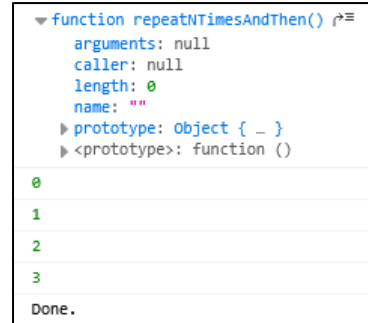 function repeatNTimesAndThen()
arguments: null
caller: null
length: 0
name: ""
prototype: Object { … }
<prototype>: function ()
0
1
2
3
Done.